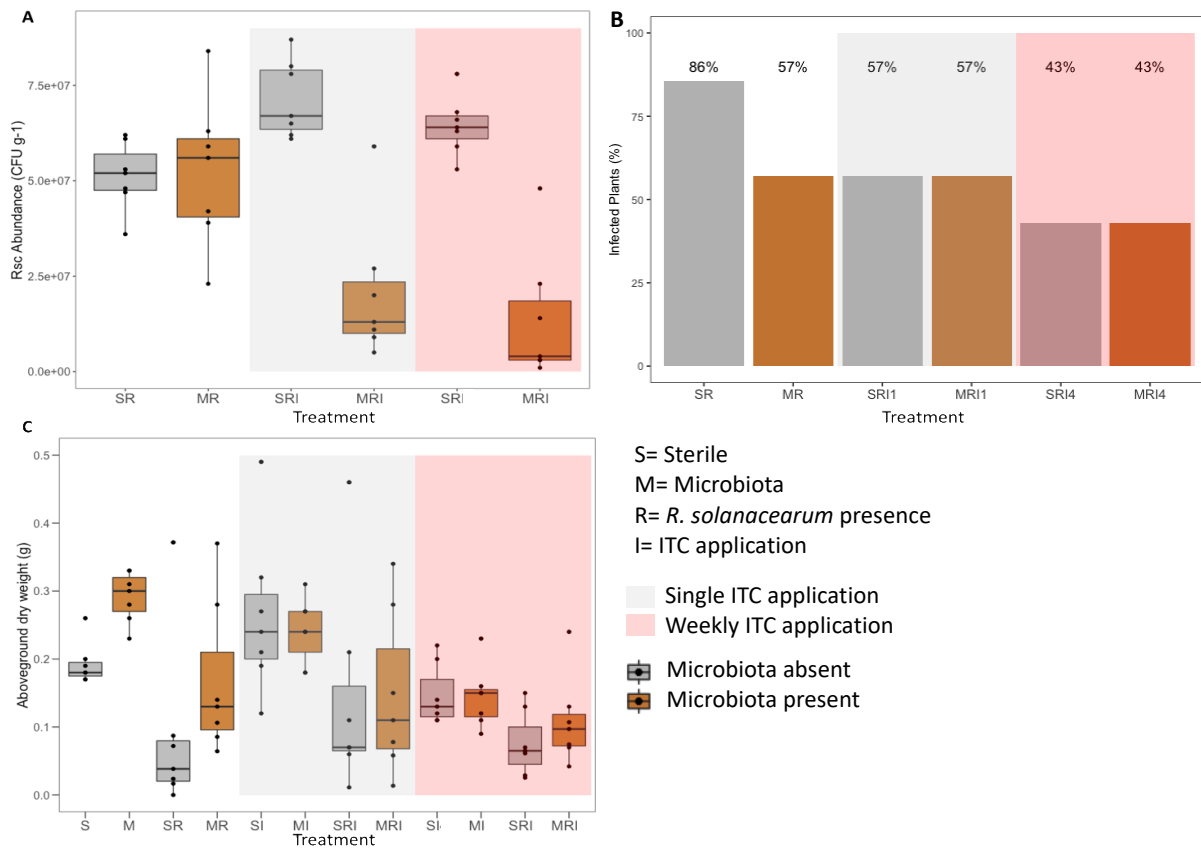 A
Rsc Abundance (CFU g-1)
7.5e+07
5.0e+07
2.5e+07
0.0e+00
SR MR SRI MRI SRI MRI
Treatment
B
Infected Plants (%)
100
75
50
25
0
86% 57% 57% 57% 43% 43%
SR MR SRI1 MRI1 SRI4 MRI4
Treatment
C
Aboveground dry weight (g)
0.5
0.4
0.3
0.2
0.1
0.0
S M SR MR SI MI SRI MRI SI MI SRI MRI
Treatment
S= Sterile
M= Microbiota
R= R. solanacearum presence
I= ITC application
Single ITC application
Weekly ITC application
Microbiota absent
Microbiota present